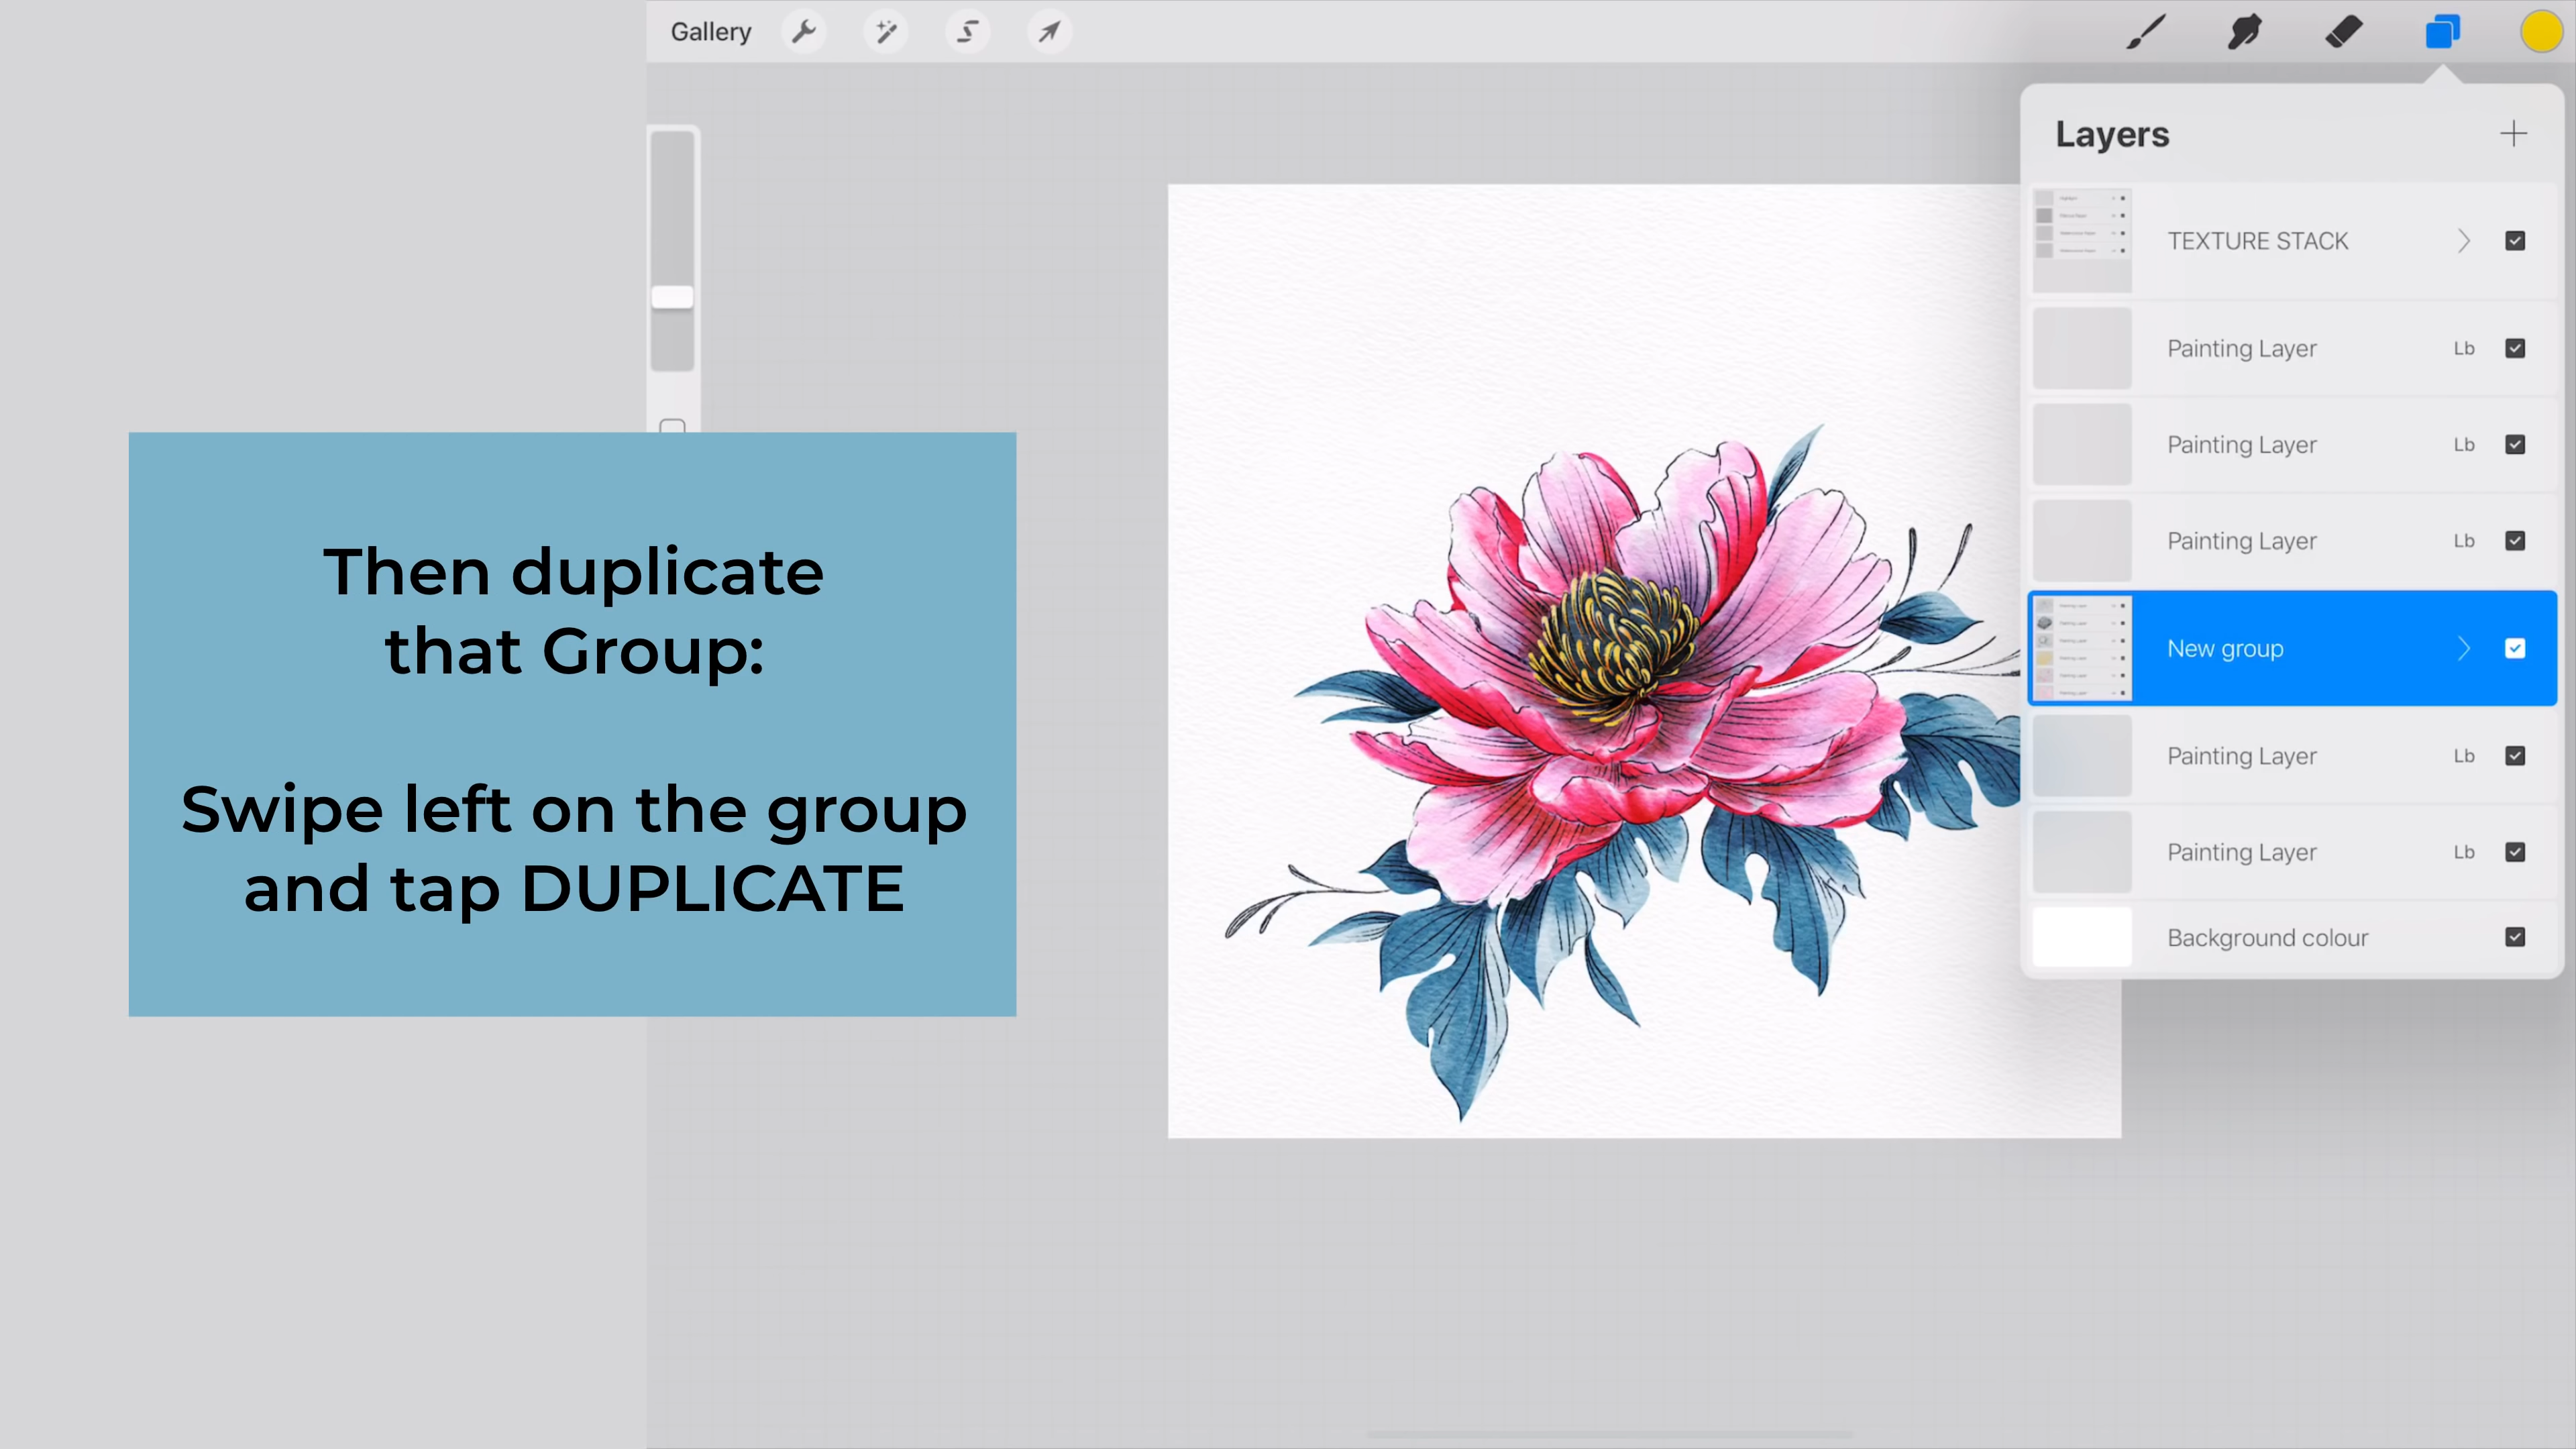 Gallery
Layers
TEXTURE STACK
Painting Layer Lb
Painting Layer Lb
Painting Layer Lb
New group
Painting Layer Lb
Painting Layer Lb
Background colour
Then duplicate
that Group:
Swipe left on the group
and tap DUPLICATE